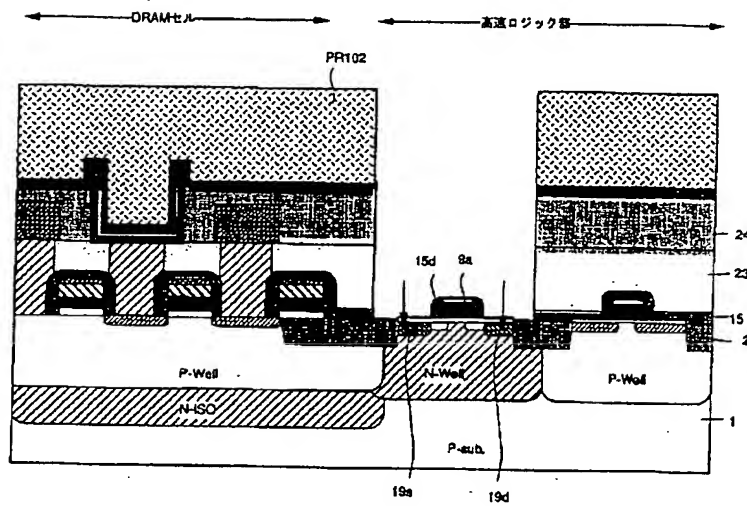 DRAMセル
高速ロジック部
PR102
24
15d
9a
23
15
2
P-Well
N-Well
P-Well
N-ISO
1
P-sub.
19s
19d